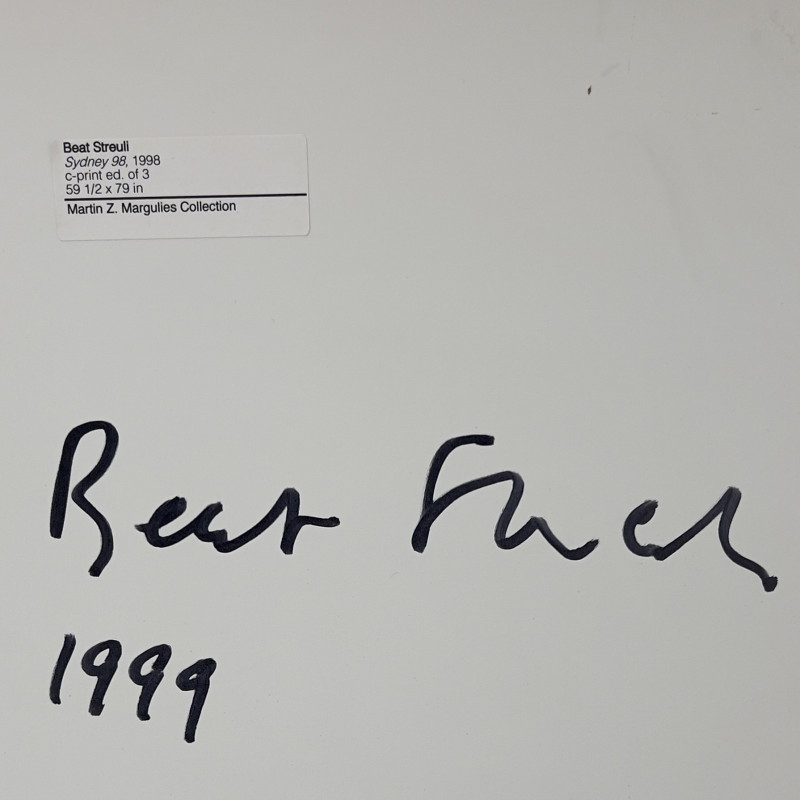 Beat Streuli
Sydney 98, 1998
c-print ed. of 3
59 1/2 x 79 in
Martin Z. Margulies Collection
Beat Streuli
1999